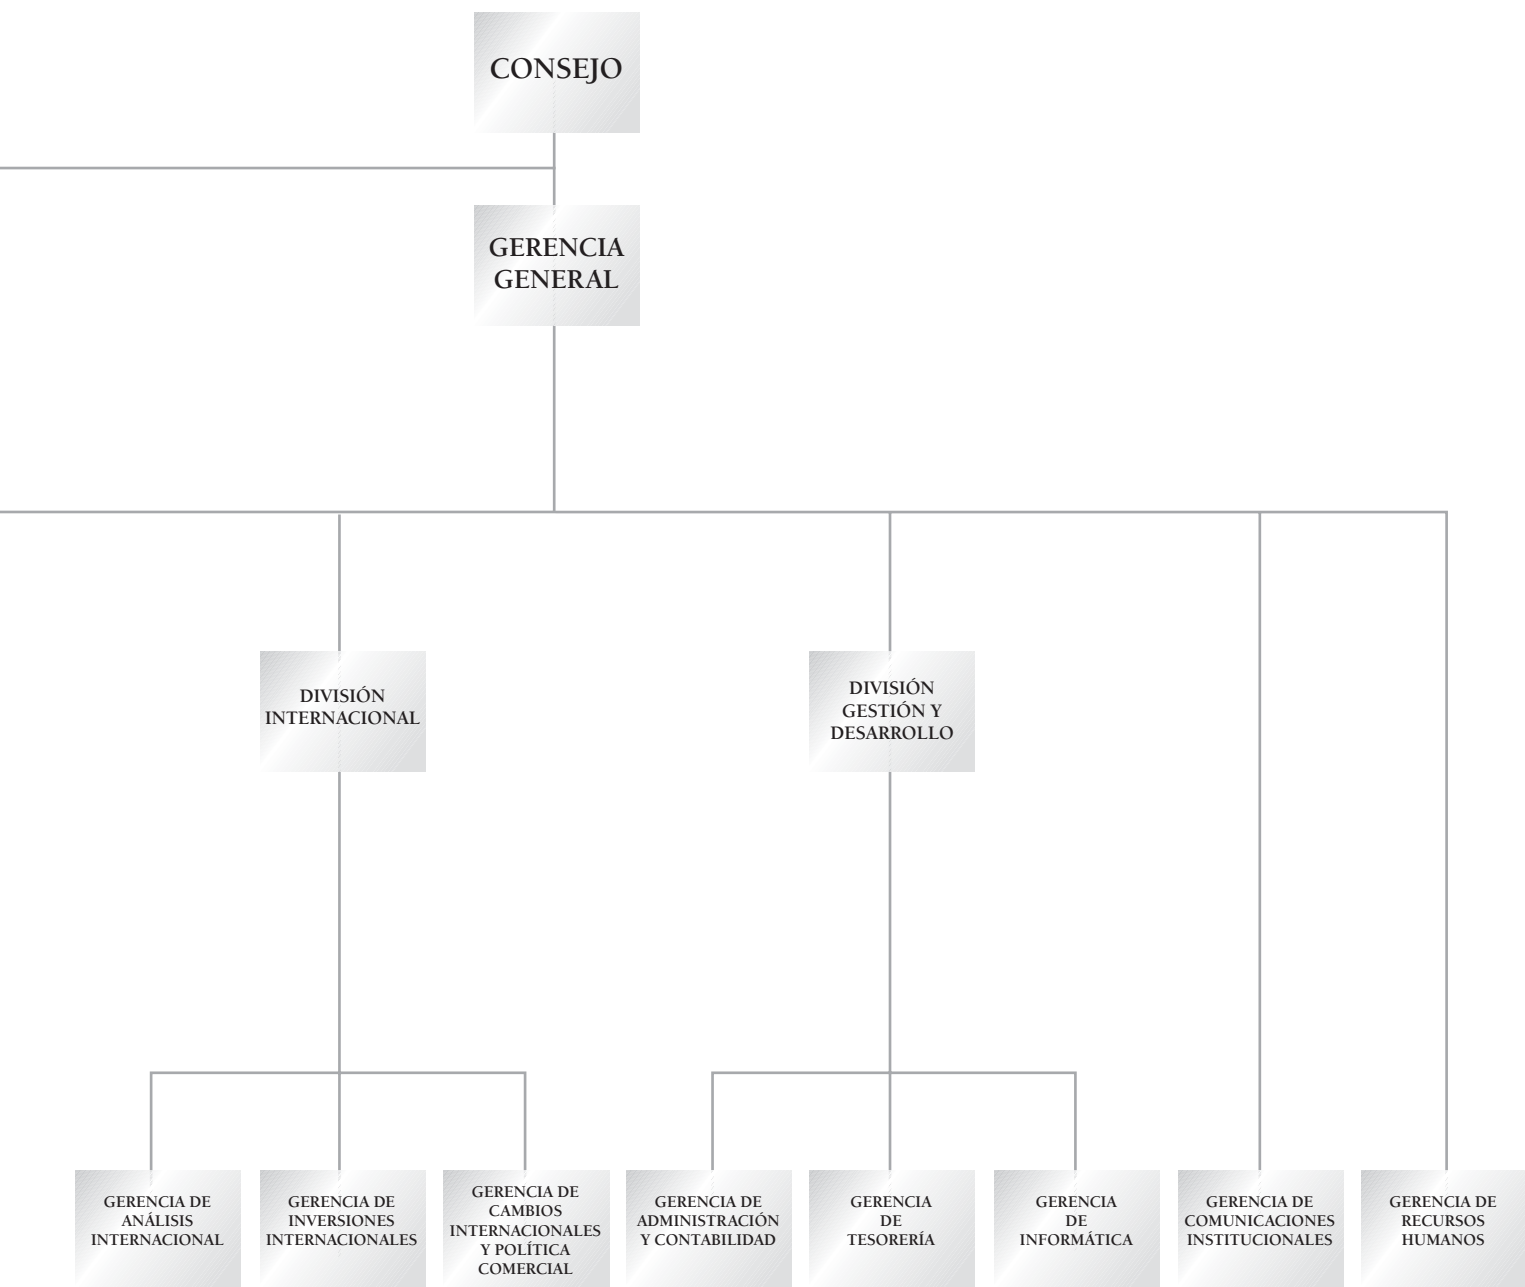 CONSEJO
GERENCIA
GENERAL
DIVISIÓN
INTERNACIONAL
DIVISIÓN
GESTIÓN Y
DESARROLLO
GERENCIA DE
ANÁLISIS
INTERNACIONAL
GERENCIA DE
INVERSIONES
INTERNACIONALES
GERENCIA DE
CAMBIOS
INTERNACIONALES
Y POLÍTICA
COMERCIAL
GERENCIA DE
ADMINISTRACIÓN
Y CONTABILIDAD
GERENCIA
DE
TESORERÍA
GERENCIA
DE
INFORMÁTICA
GERENCIA DE
COMUNICACIONES
INSTITUCIONALES
GERENCIA DE
RECURSOS
HUMANOS